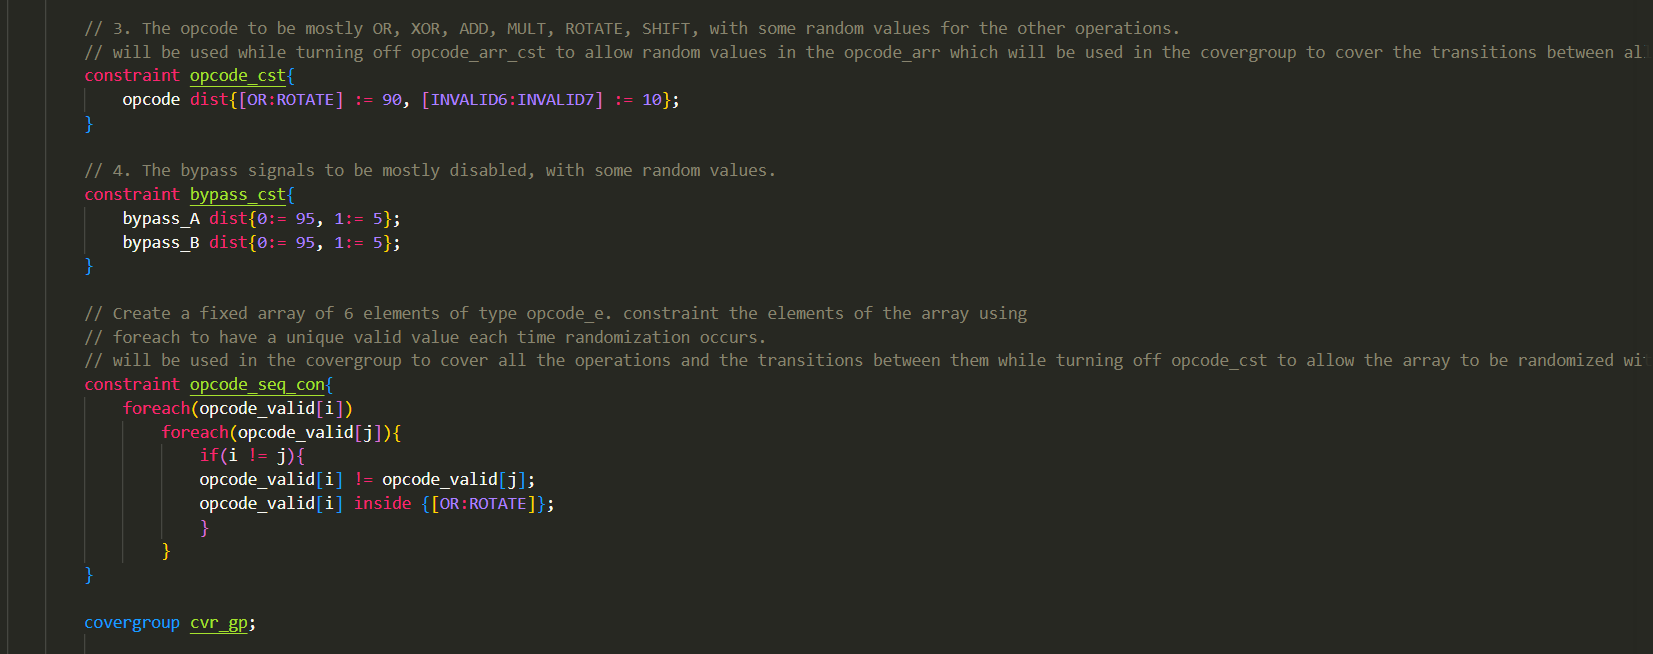 // 3. The opcode to be mostly OR, XOR, ADD, MULT, ROTATE, SHIFT, with some random values for the other operations.
// will be used while turning off opcode_arr_cst to allow random values in the opcode_arr which will be used in the covergroup to cover the transitions between al
constraint opcode_cst{
opcode dist{[OR:ROTATE] := 90, [INVALID6:INVALID7] := 10};
}
// 4. The bypass signals to be mostly disabled, with some random values.
constraint bypass_cst{
bypass_A dist{0:= 95, 1:= 5};
bypass_B dist{0:= 95, 1:= 5};
}
// Create a fixed array of 6 elements of type opcode_e. constraint the elements of the array using
// foreach to have a unique valid value each time randomization occurs.
// will be used in the covergroup to cover all the operations and the transitions between them while turning off opcode_cst to allow the array to be randomized wi
constraint opcode_seq_con{
foreach(opcode_valid[i])
foreach(opcode_valid[j]){
if(i != j){
opcode_valid[i] != opcode_valid[j];
opcode_valid[i] inside {[OR:ROTATE]};
}
}
}
covergroup cvr_gp;